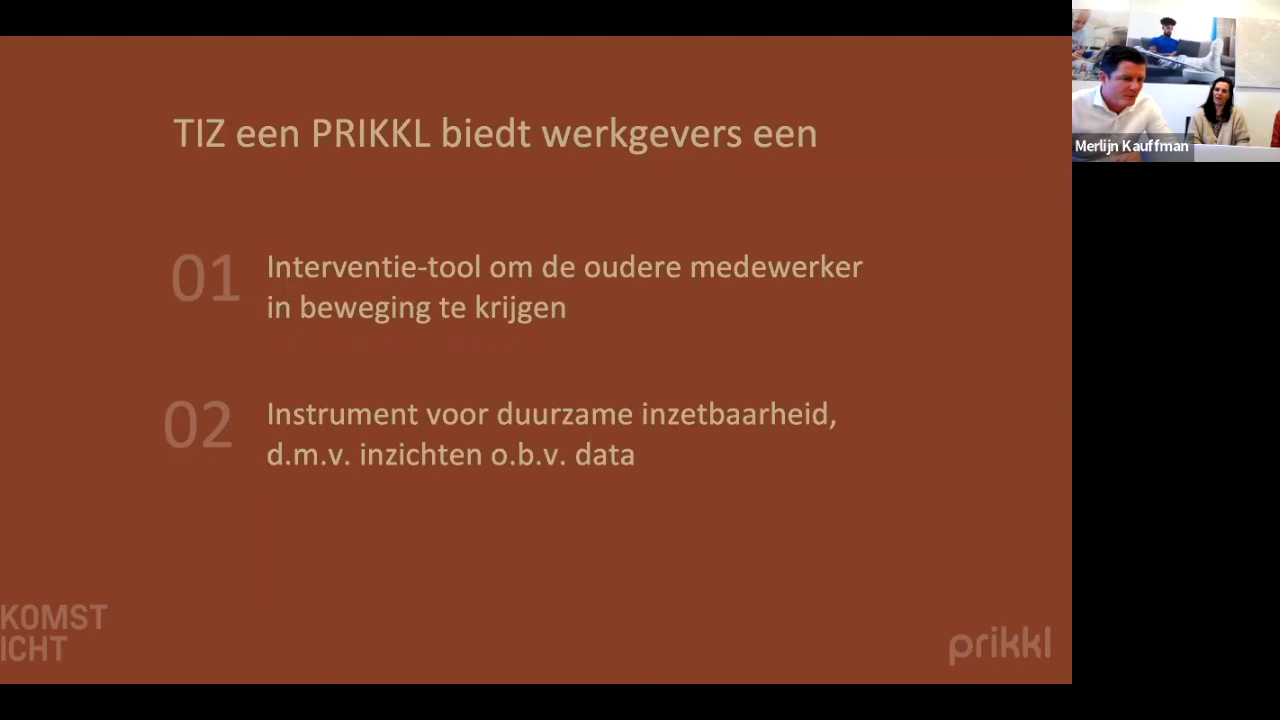 TIZ een PRIKKL biedt werkgevers een
01
Interventie-tool om de oudere medewerker
in beweging te krijgen
02
Instrument voor duurzame inzetbaarheid,
d.m.v. inzichten o.b.v. data
KOMST
ICHT
prikkl
Merlijn Kauffman